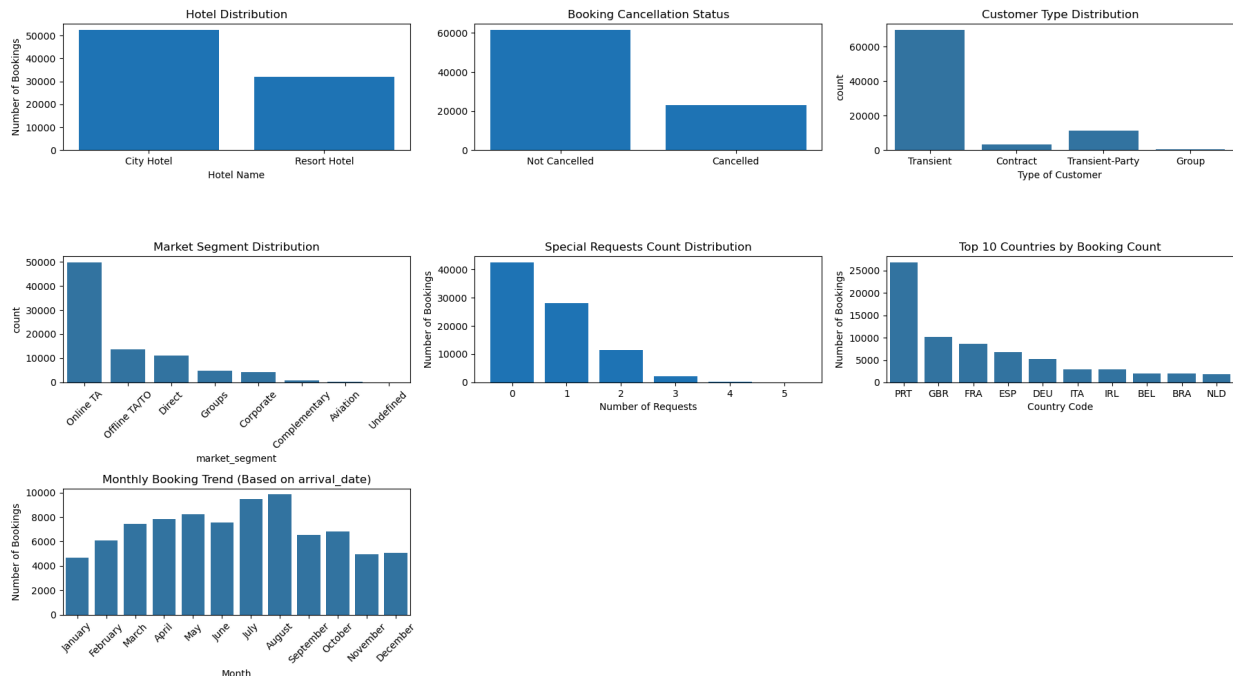 Hotel Distribution
Number of Bookings
50000
40000
30000
20000
10000
0
City Hotel
Resort Hotel
Hotel Name
Booking Cancellation Status
60000
40000
20000
0
Not Cancelled
Cancelled
Customer Type Distribution
count
60000
40000
20000
0
Transient
Contract
Transient-Party
Group
Type of Customer
Market Segment Distribution
count
50000
40000
30000
20000
10000
0
Online TA
Offline TA/TO
Direct
Groups
Corporate
Complementary
Aviation
Undefined
market_segment
Special Requests Count Distribution
Number of Bookings
40000
30000
20000
10000
0
0
1
2
3
4
5
Number of Requests
Top 10 Countries by Booking Count
Number of Bookings
25000
20000
15000
10000
5000
0
PRT
GBR
FRA
ESP
DEU
ITA
IRL
BEL
BRA
NLD
Country Code
Monthly Booking Trend (Based on arrival_date)
Number of Bookings
10000
8000
6000
4000
2000
0
January
February
March
April
May
June
July
August
September
October
November
December
Month